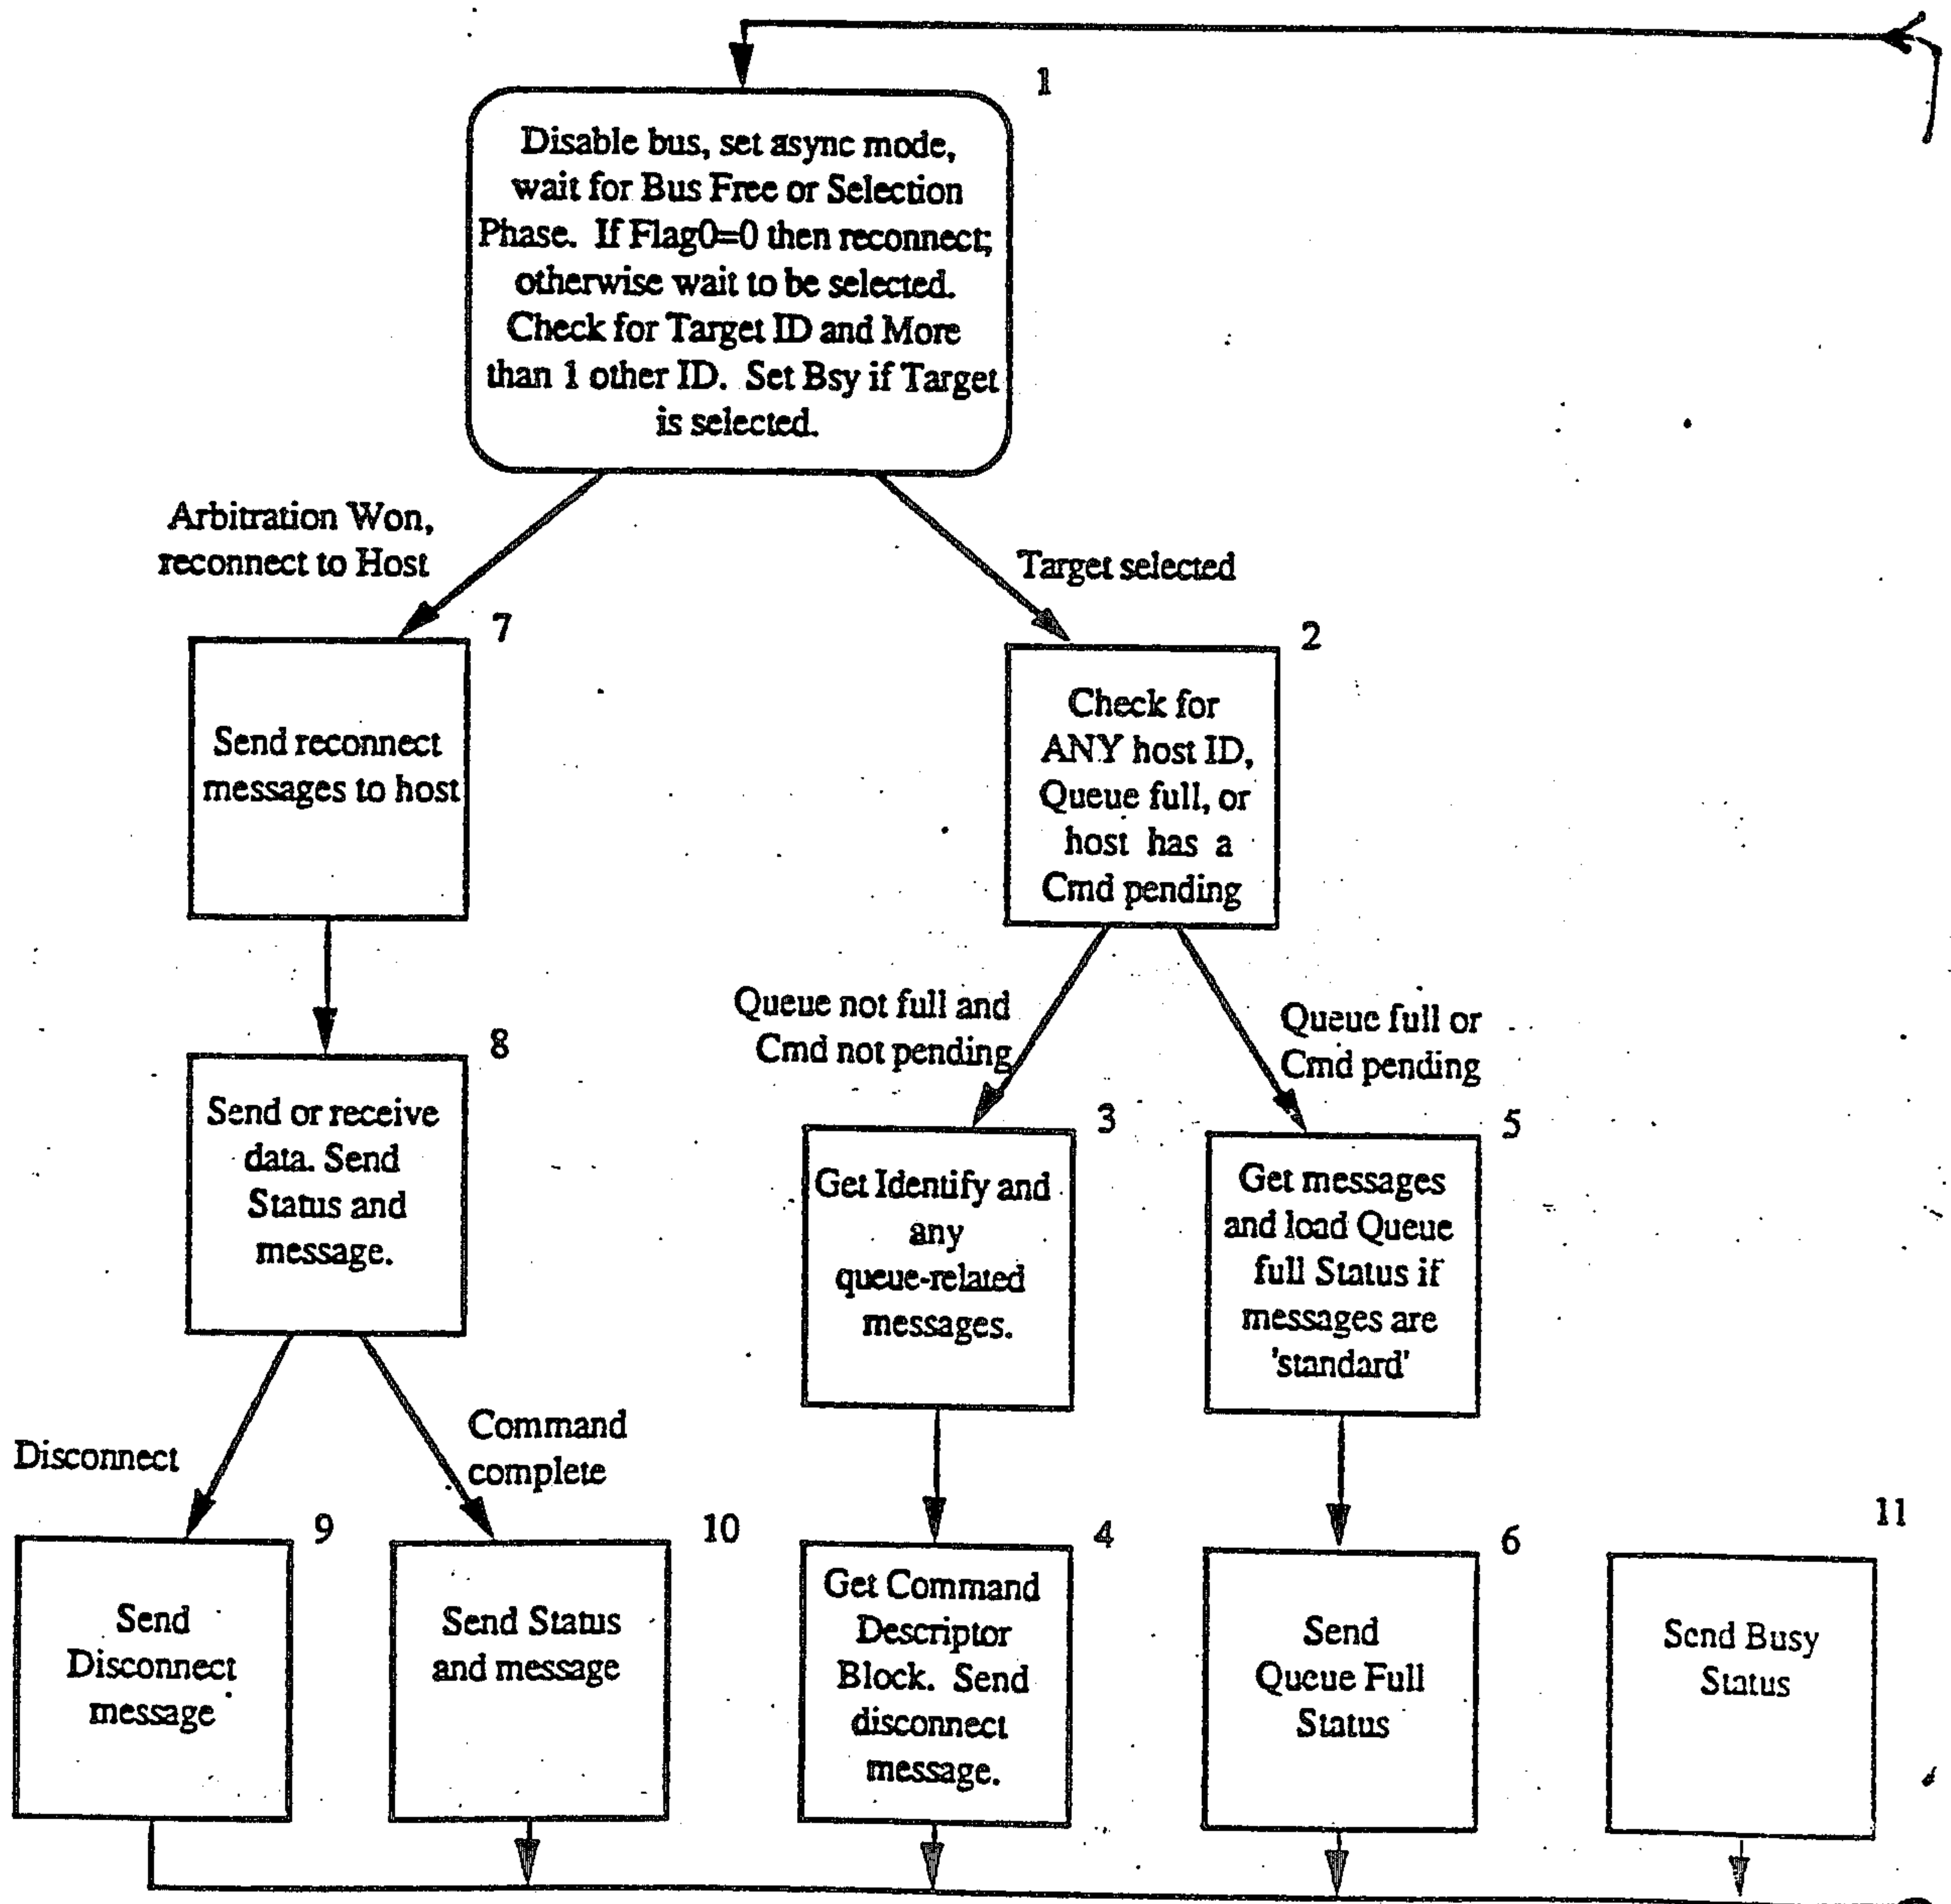 1
Disable bus, set async mode,
wait for Bus Free or Selection
Phase. If Flag0=0 then reconnect;
otherwise wait to be selected.
Check for Target ID and More
than 1 other ID. Set Bsy if Target
is selected.
Arbitration Won,
reconnect to Host
Target selected
7
Send reconnect
messages to host
2
Check for
ANY host ID,
Queue full, or
host has a
Cmd pending
Queue not full and
Cmd not pending
Queue full or
Cmd pending
8
Send or receive
data. Send
Status and
message.
3
Get Identify and
any
queue-related
messages.
5
Get messages
and load Queue
full Status if
messages are
'standard'
Disconnect
Command
complete
9
Send
Disconnect
message
10
Send Status
and message
4
Get Command
Descriptor
Block. Send
disconnect
message.
6
Send
Queue Full
Status
11
Send Busy
Status